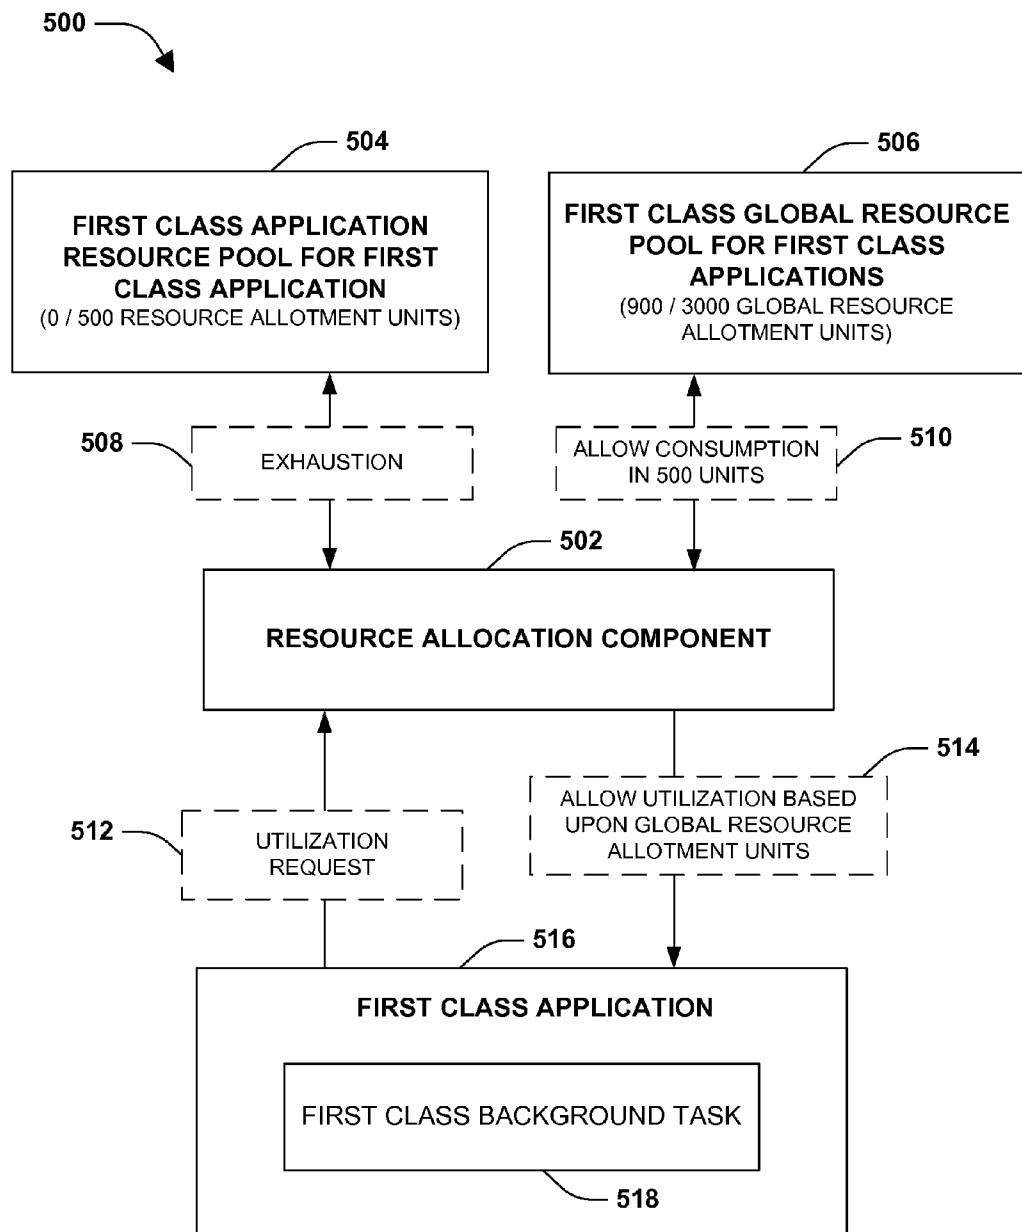 500
504
FIRST CLASS APPLICATION
RESOURCE POOL FOR FIRST
CLASS APPLICATION
(0 / 500 RESOURCE ALLOTMENT UNITS)
506
FIRST CLASS GLOBAL RESOURCE
POOL FOR FIRST CLASS
APPLICATIONS
(900 / 3000 GLOBAL RESOURCE
ALLOTMENT UNITS)
508
EXHAUSTION
510
ALLOW CONSUMPTION
IN 500 UNITS
502
RESOURCE ALLOCATION COMPONENT
512
UTILIZATION
REQUEST
514
ALLOW UTILIZATION BASED
UPON GLOBAL RESOURCE
ALLOTMENT UNITS
516
FIRST CLASS APPLICATION
FIRST CLASS BACKGROUND TASK
518